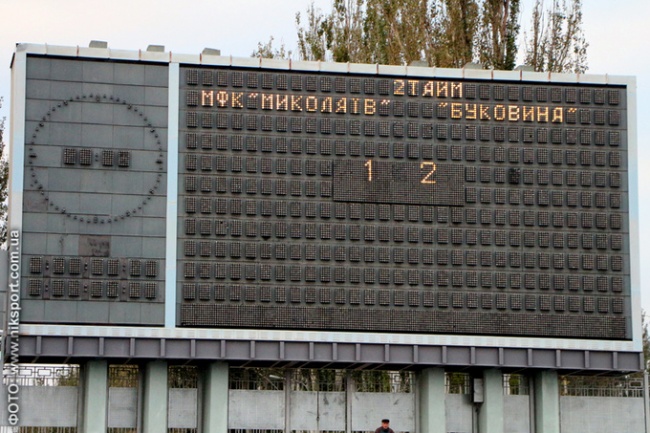 2ТАЙМ
МФК"МИКОЛАЇВ" "БУКОВИНА"
1 2
ФОТО: www.niksport.com.ua